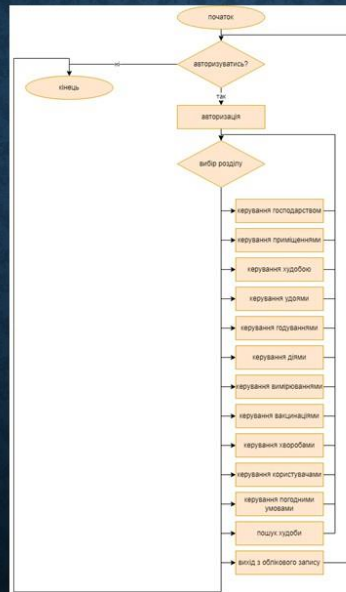 початок
авторизуватись?
ні
кінець
так
авторизація
вибір розділу
керування господарством
керування приміщеннями
керування худобою
керування удоями
керування годуваннями
керування діями
керування вимірюваннями
керування вакцинаціями
керування хворобами
керування користувачами
керування погодними
умовами
пошук худоби
вихід з облікового запису